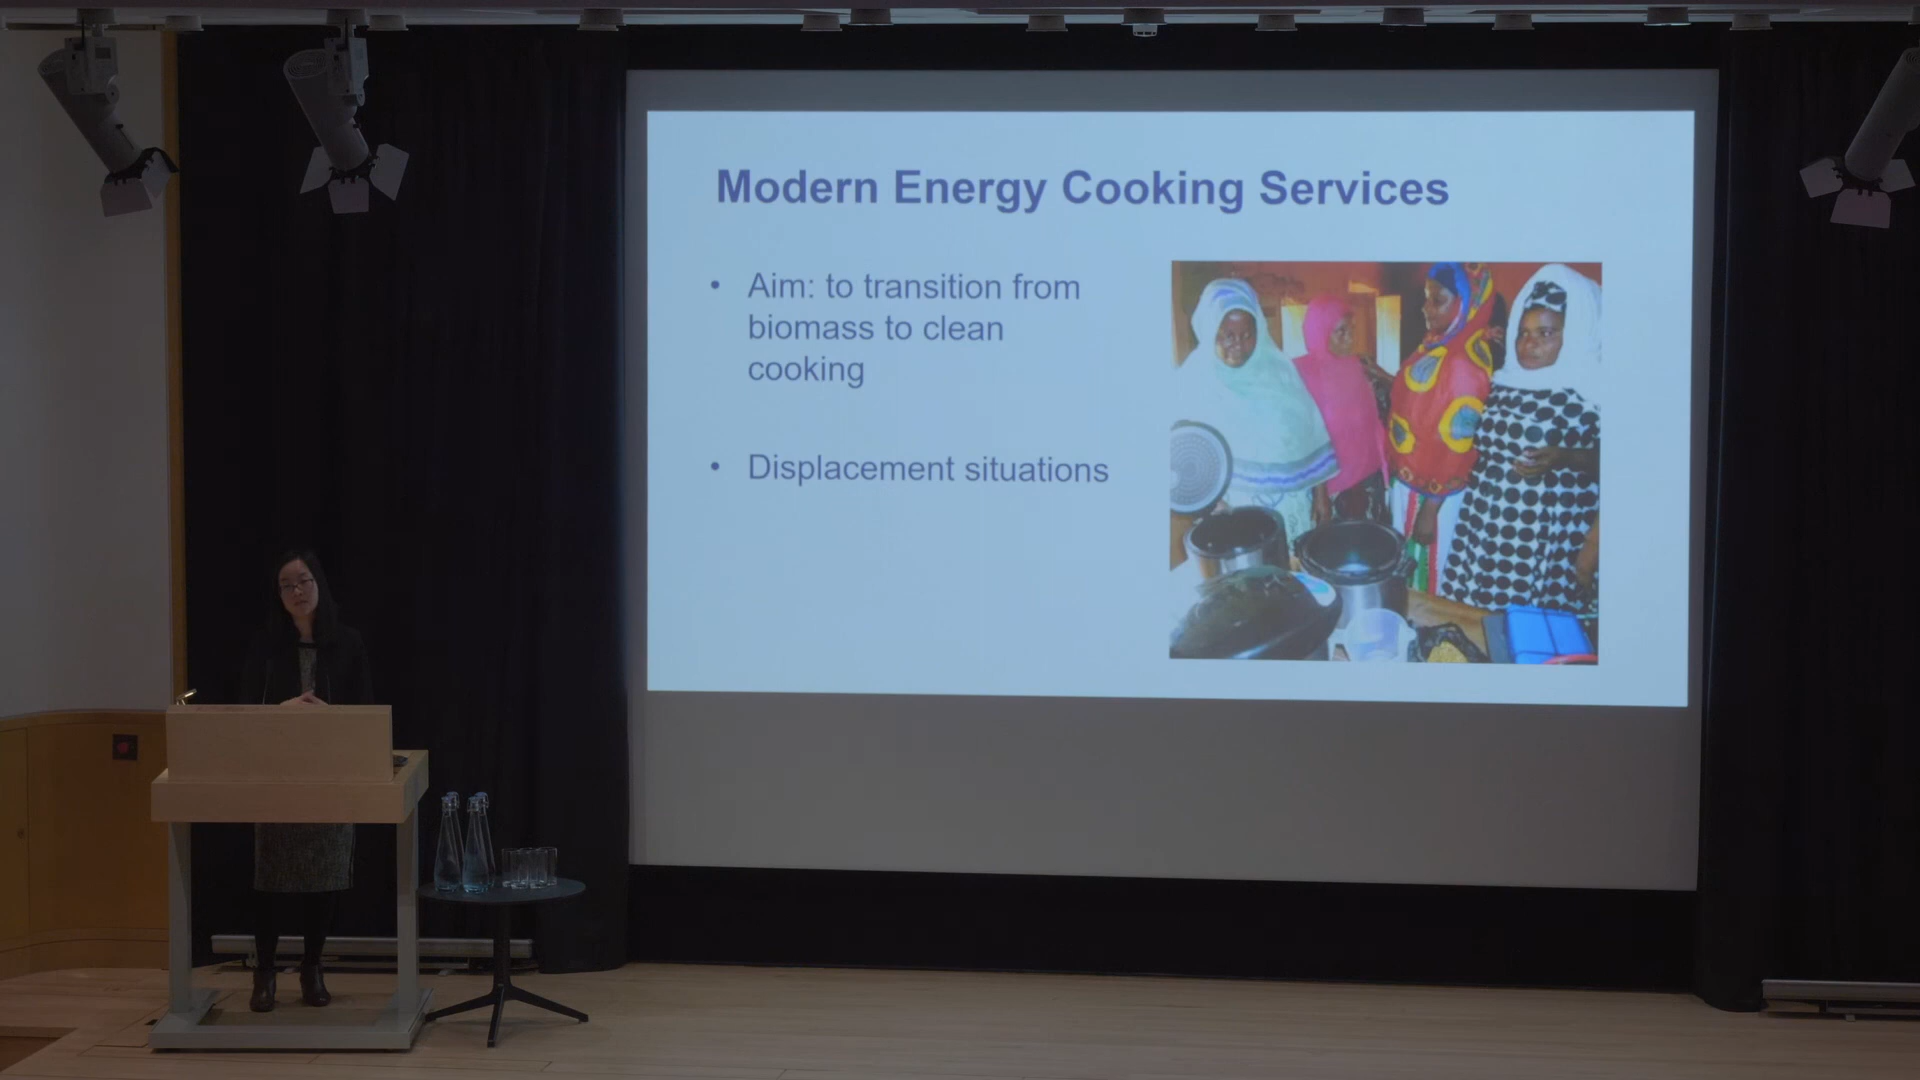 Modern Energy Cooking Services
• Aim: to transition from
biomass to clean
cooking
• Displacement situations